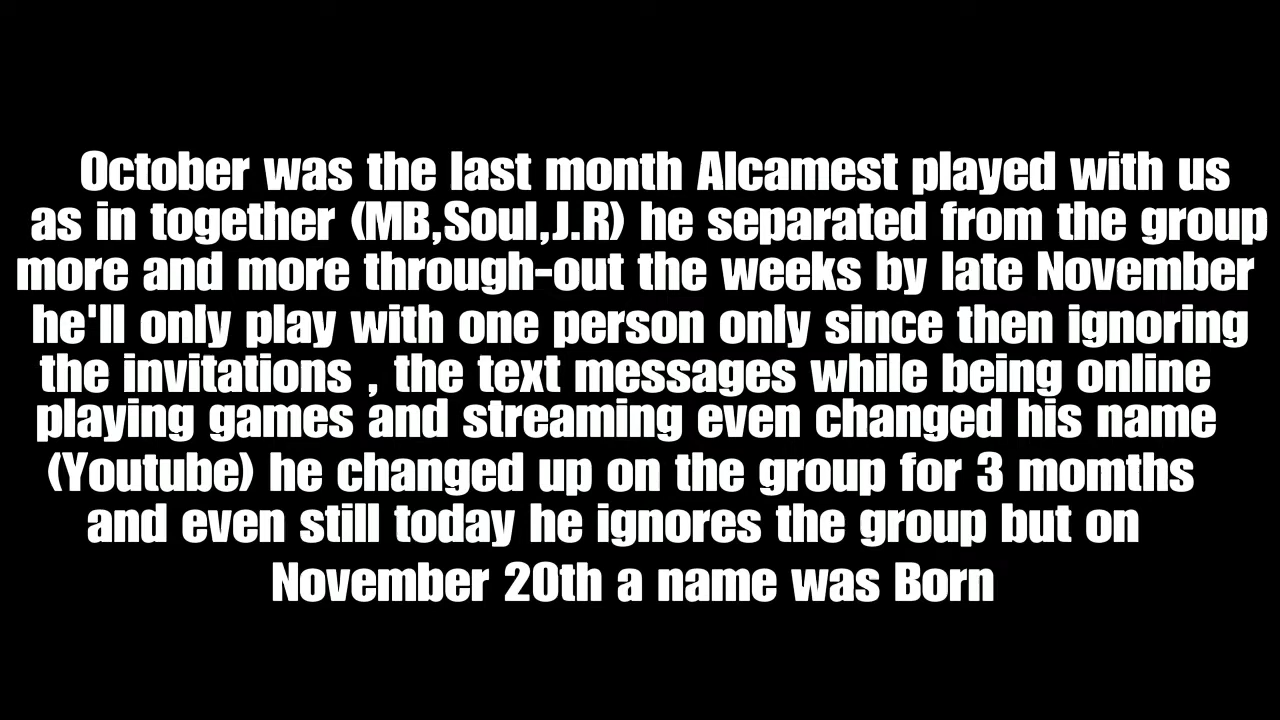 October was the last month Alcamest played with us
as in together (MB,Soul,J.R) he separated from the group
more and more through-out the weeks by late November
he'll only play with one person only since then ignoring
the invitations , the text messages while being online
playing games and streaming even changed his name
(Youtube) he changed up on the group for 3 momths
and even still today he ignores the group but on
November 20th a name was Born